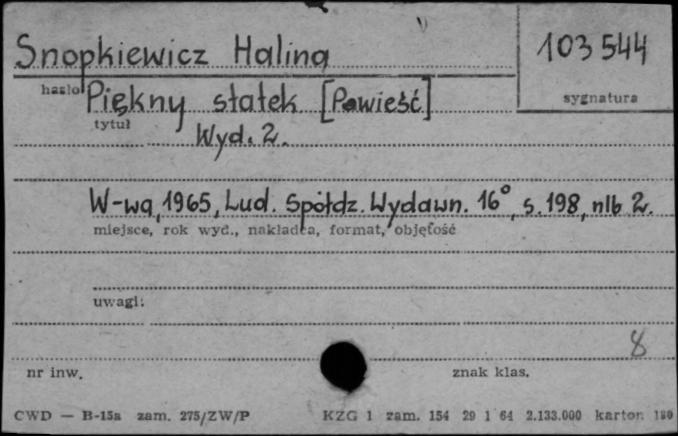 Snopkiewicz Halina
103544
hasło
sygnatura
Piękny statek [Powieść]
tytuł
Wyd. 2.
W-wa, 1965, Lud. Spółdz. Wydawn. 16°, s. 198, nlb 2.
miejsce, rok wyd., nakładca, format, objętość
uwagi:
8
nr inw.
znak klas.
CWD — B-15a zam. 275/ZW/P
KZG 1 zam. 154 29 1 64 2.133.000 karton 180